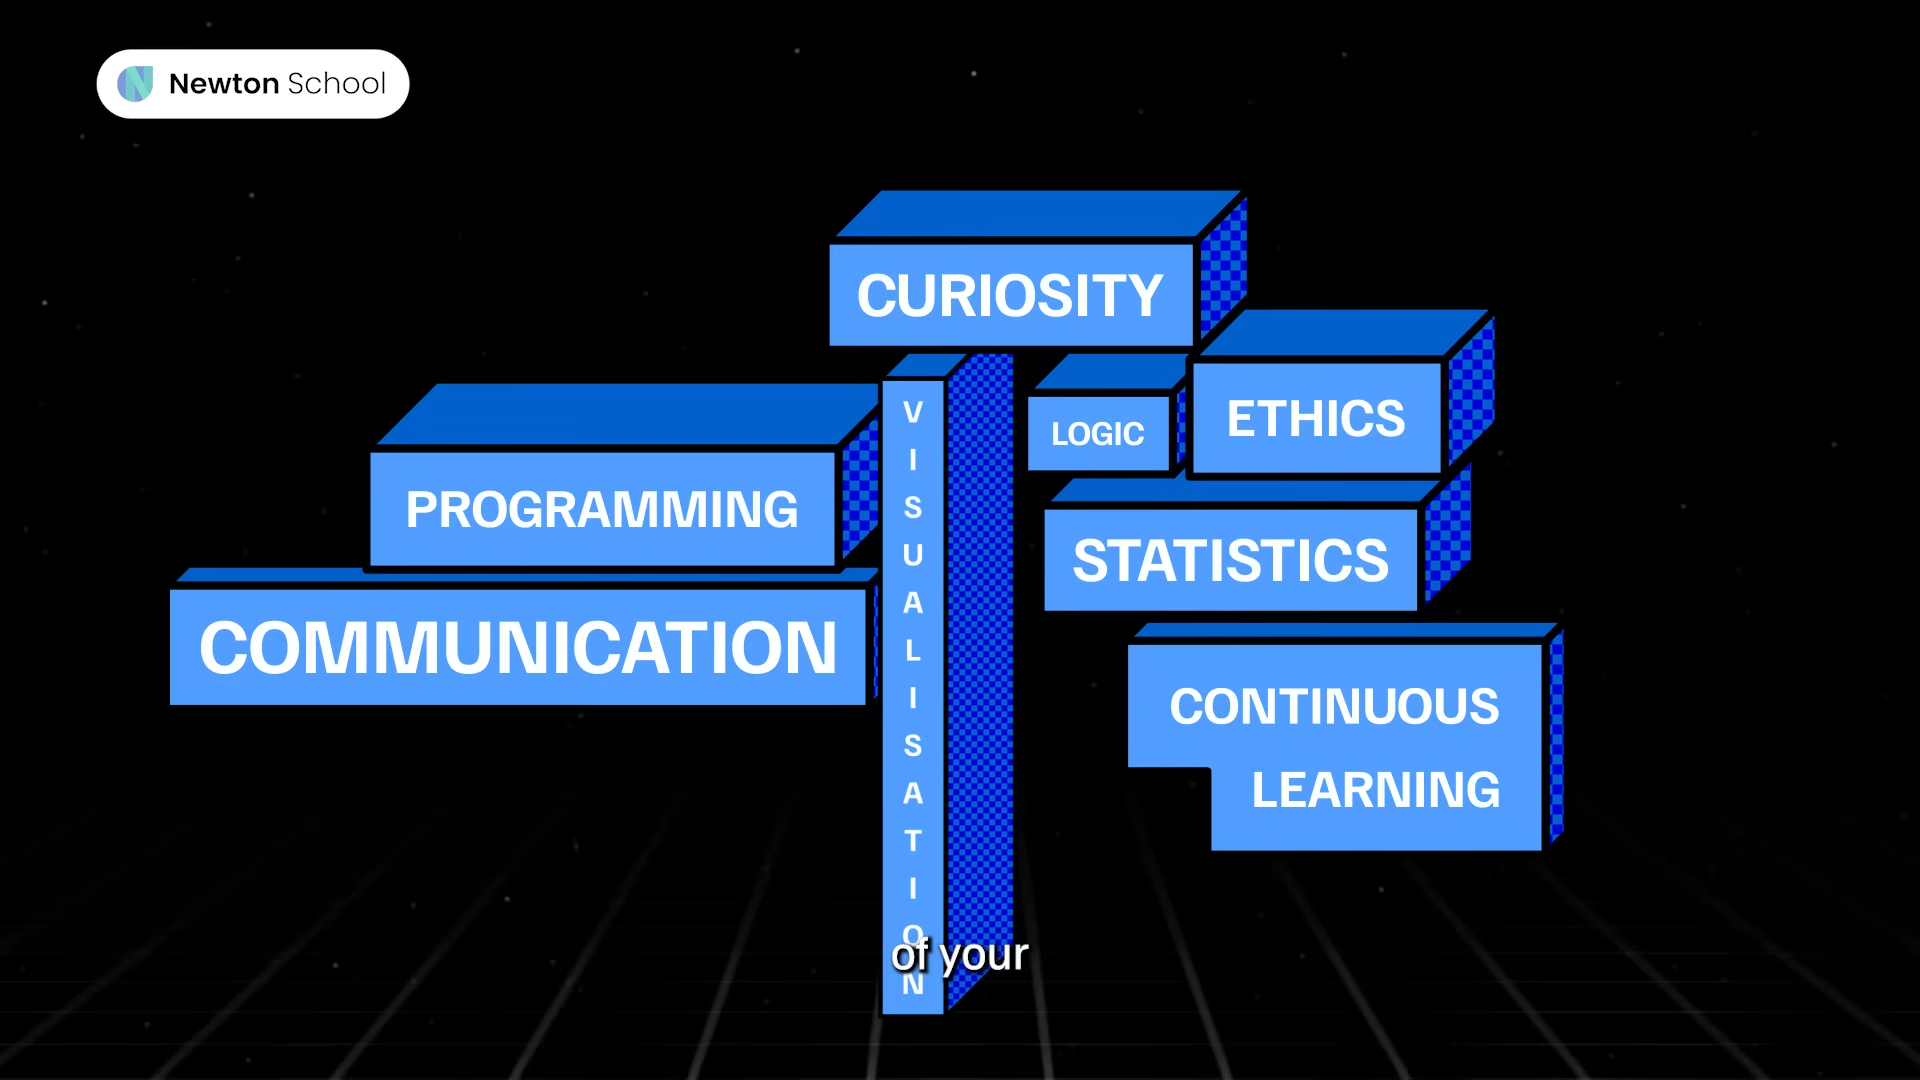 Newton School
CURIOSITY
LOGIC
ETHICS
PROGRAMMING
VISUALISATION
STATISTICS
COMMUNICATION
CONTINUOUS
LEARNING
of your